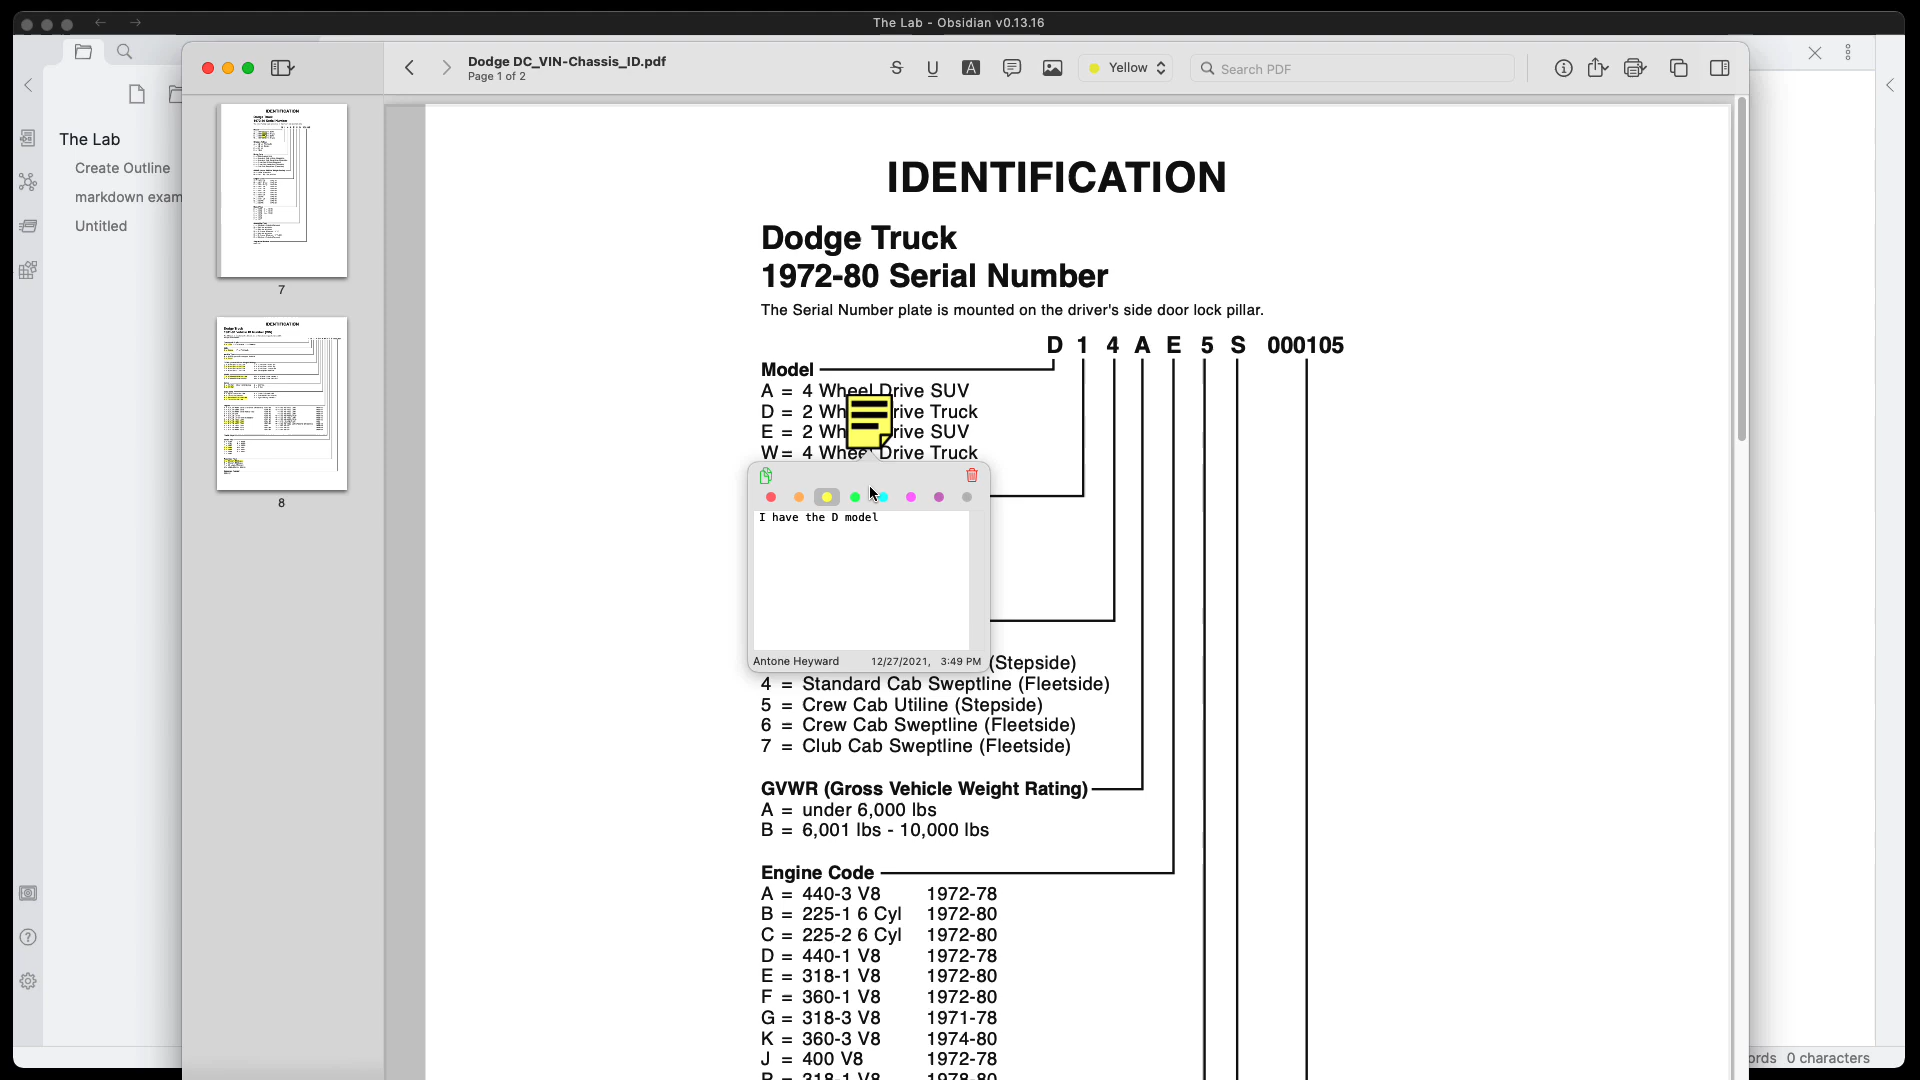 The Lab - Obsidian v0.13.16
Dodge DC_VIN-Chassis_ID.pdf
Page 1 of 2
A
Yellow
Search PDF
The Lab
Create Outline
markdown exam
Untitled
IDENTIFICATION
7
IDENTIFICATION
8
IDENTIFICATION
Dodge Truck
1972-80 Serial Number
The Serial Number plate is mounted on the driver's side door lock pillar.
D 1 4 A E 5 S 000105
Model
A = 4 Wheel Drive SUV
D = 2 Wh rive Truck
E = 2 Wh rive SUV
W = 4 Wheel Drive Truck
I have the D model
Antone Heyward 12/27/2021, 3:49 PM
(Stepside)
4 = Standard Cab Sweptline (Fleetside)
5 = Crew Cab Utiline (Stepside)
6 = Crew Cab Sweptline (Fleetside)
7 = Club Cab Sweptline (Fleetside)
GVWR (Gross Vehicle Weight Rating)
A = under 6,000 lbs
B = 6,001 lbs - 10,000 lbs
Engine Code
A = 440-3 V8 1972-78
B = 225-1 6 Cyl 1972-80
C = 225-2 6 Cyl 1972-80
D = 440-1 V8 1972-78
E = 318-1 V8 1972-80
F = 360-1 V8 1972-80
G = 318-3 V8 1971-78
K = 360-3 V8 1974-80
J = 400 V8 1972-78
318-1 V8 1978-80
ords 0 characters